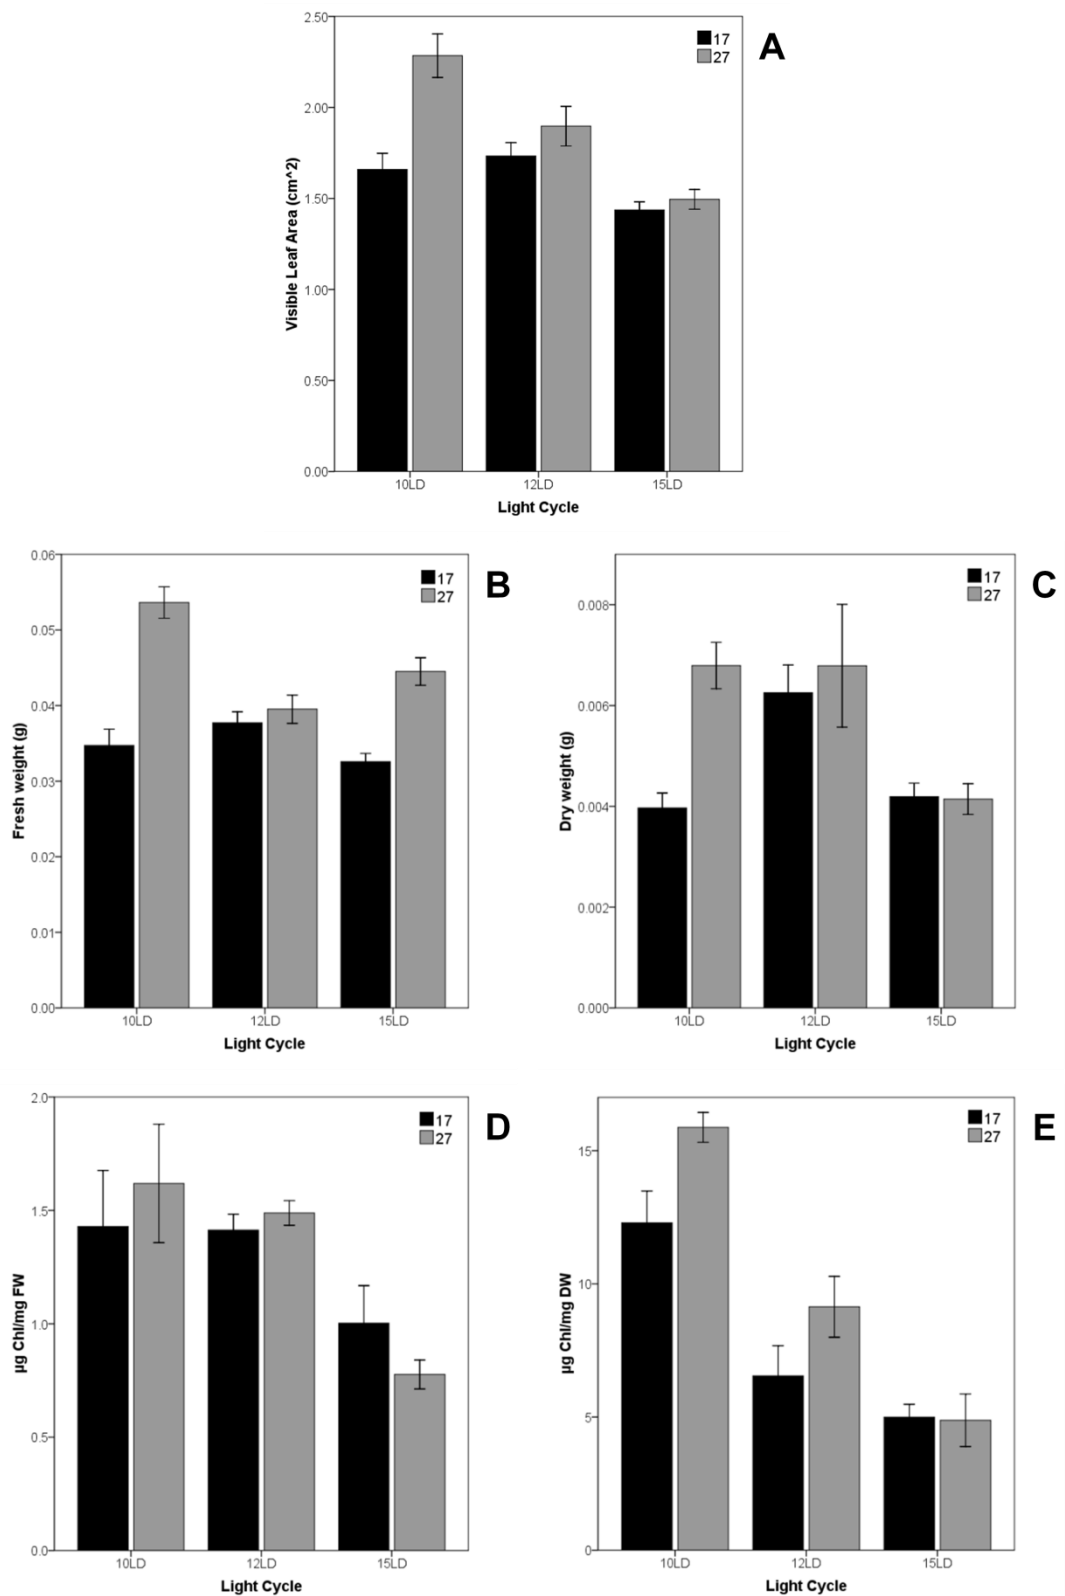 A
17
27
2.50
2.00
1.50
1.00
0.50
0.00
Visible Leaf Area (cm^2)
10LD
12LD
15LD
Light Cycle
B
17
27
0.06
0.05
0.04
0.03
0.02
0.01
0.00
Fresh weight (g)
10LD
12LD
15LD
Light Cycle
C
17
27
0.008
0.006
0.004
0.002
0.000
Dry weight (g)
10LD
12LD
15LD
Light Cycle
D
17
27
2.0
1.5
1.0
0.5
0.0
µg Chl/mg FW
10LD
12LD
15LD
Light Cycle
E
17
27
15
10
5
0
µg Chl/mg DW
10LD
12LD
15LD
Light Cycle